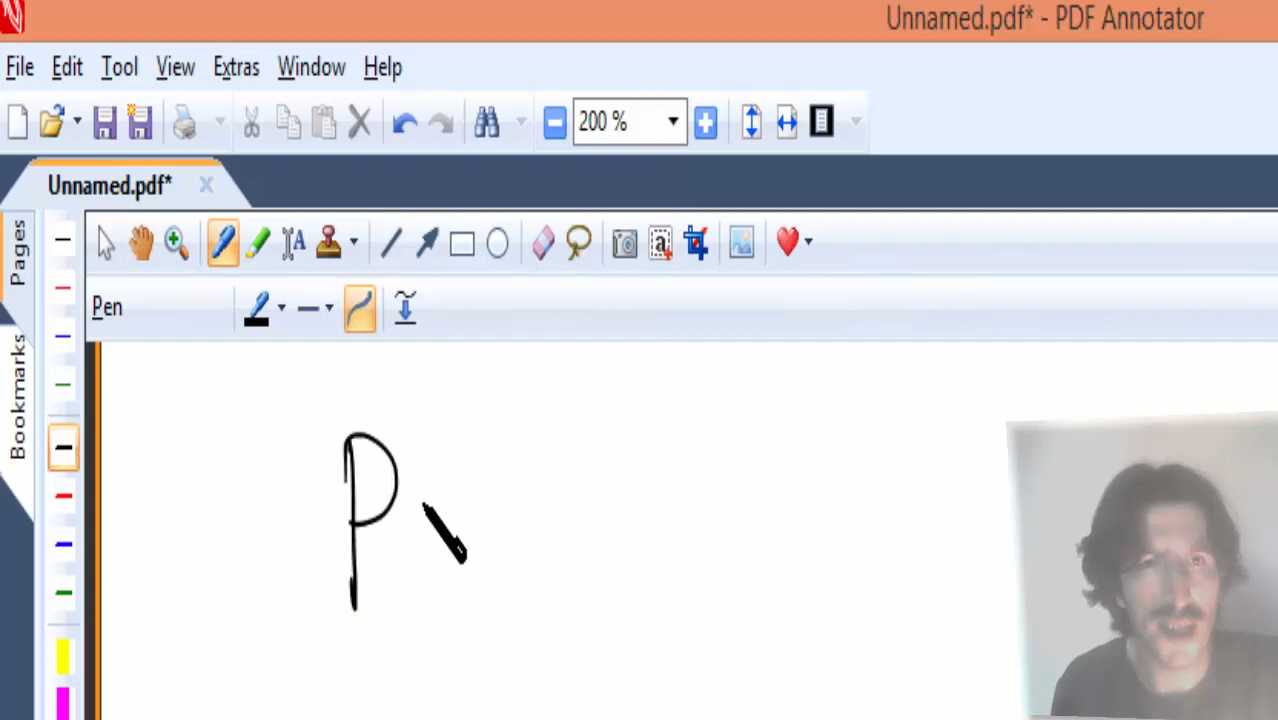 Unnamed.pdf* - PDF Annotator
File Edit Tool View Extras Window Help
200 %
Unnamed.pdf*
Pages
Bookmarks
Pen
P